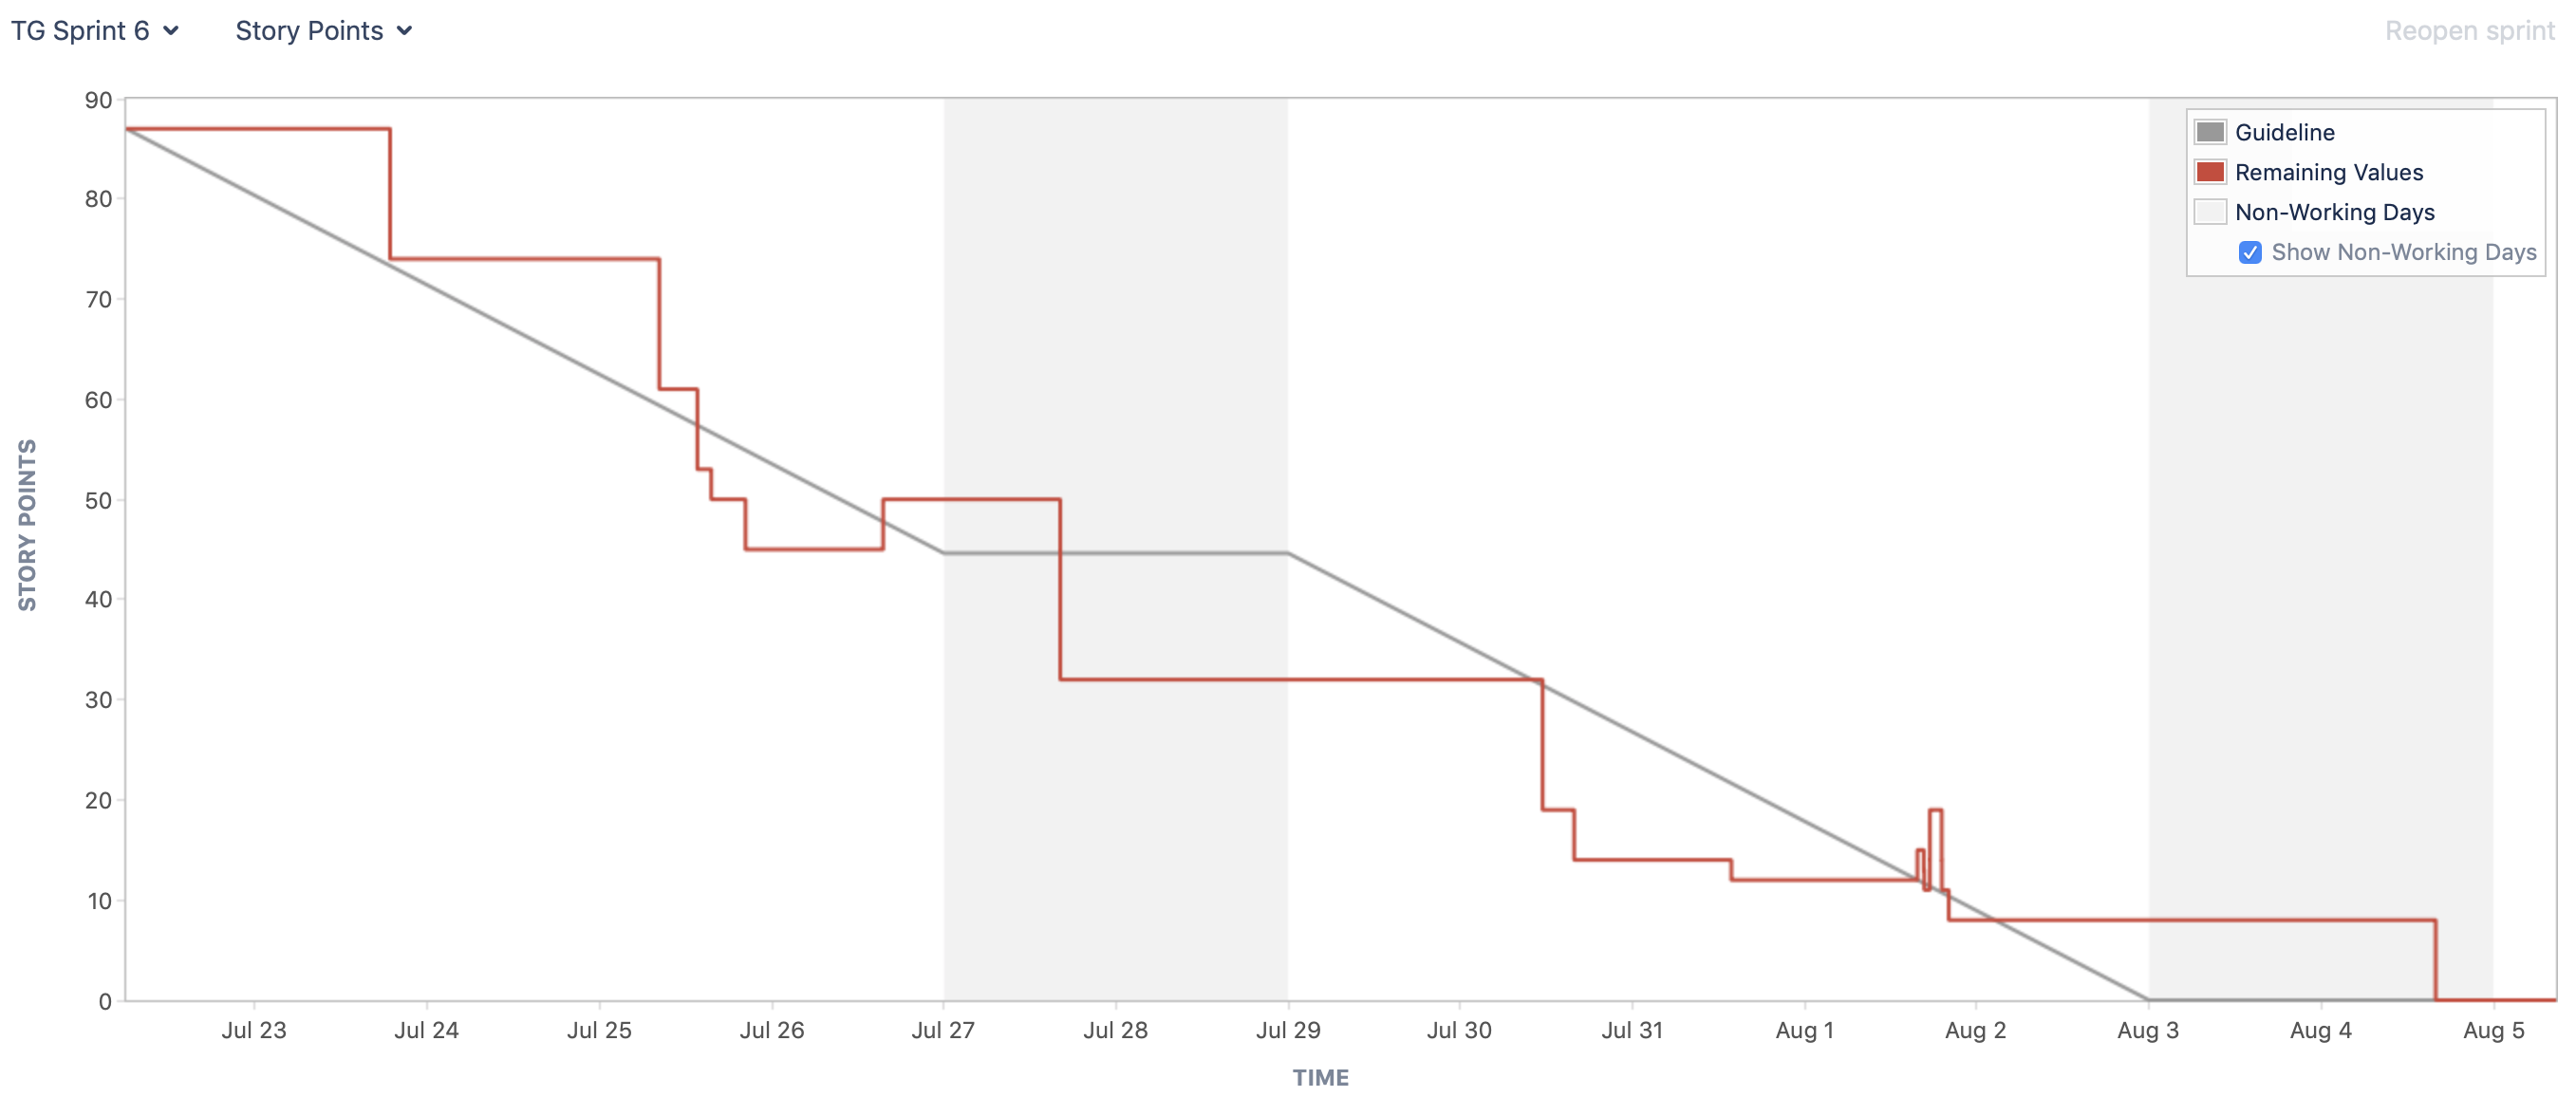 TG Sprint 6 Story Points Reopen sprint
90
80
70
60
50
40
30
20
10
0
STORY POINTS
Guideline
Remaining Values
Non-Working Days
Show Non-Working Days
Jul 23 Jul 24 Jul 25 Jul 26 Jul 27 Jul 28 Jul 29 Jul 30 Jul 31 Aug 1 Aug 2 Aug 3 Aug 4 Aug 5
TIME